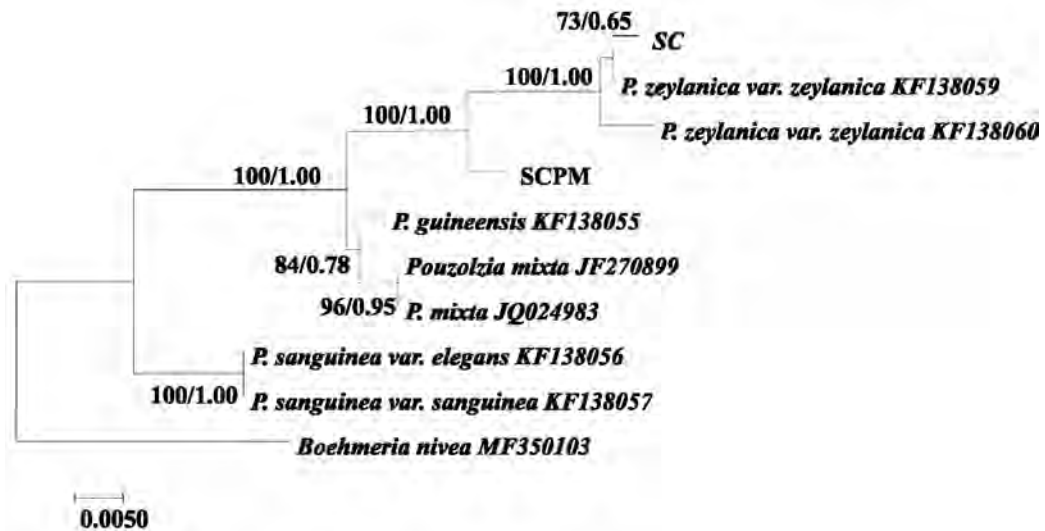 73/0.65
SC
100/1.00
P. zeylanica var. zeylanica KF138059
100/1.00
P. zeylanica var. zeylanica KF138060
100/1.00
SCPM
P. guineensis KF138055
84/0.78
Pouzolzia mixta JF270899
96/0.95
P. mixta JQ024983
P. sanguinea var. elegans KF138056
100/1.00
P. sanguinea var. sanguinea KF138057
Boehmeria nivea MF350103
0.0050